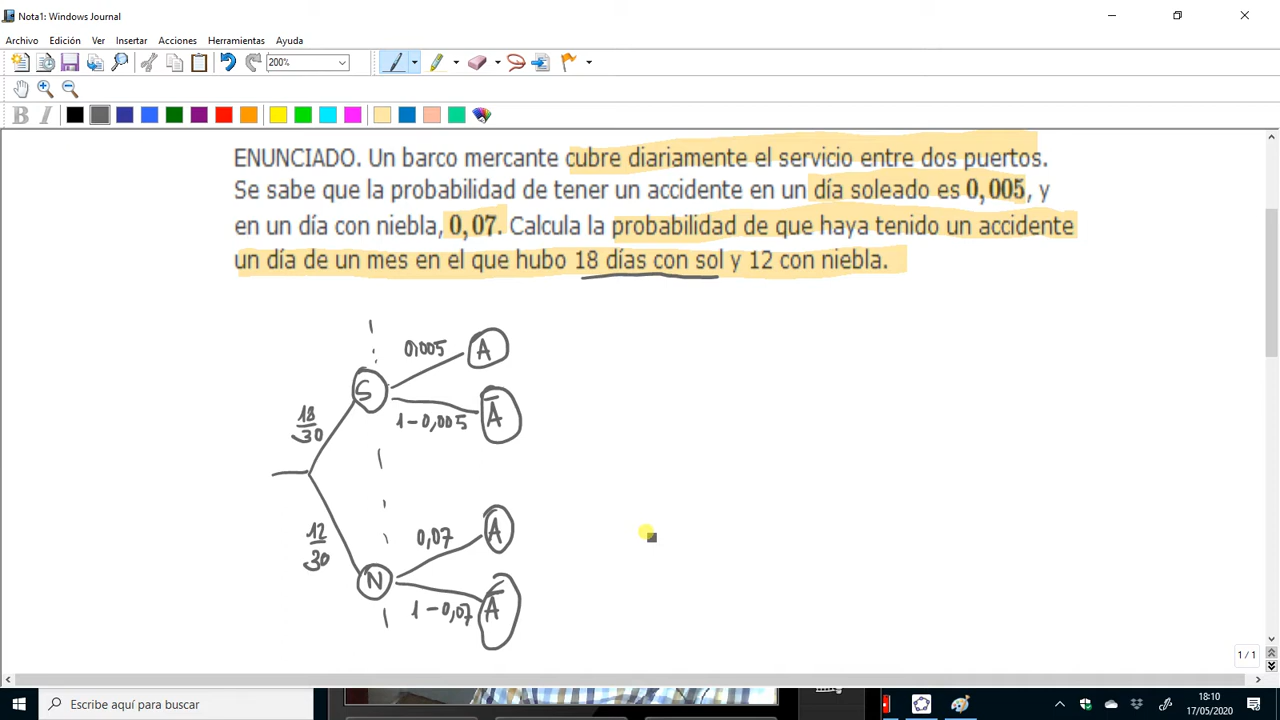 Nota1: Windows Journal
Archivo Edición Ver Insertar Acciones Herramientas Ayuda
200%
B I
ENUNCIADO. Un barco mercante cubre diariamente el servicio entre dos puertos.
Se sabe que la probabilidad de tener un accidente en un día soleado es 0,005, y
en un día con niebla, 0,07. Calcula la probabilidad de que haya tenido un accidente
un día de un mes en el que hubo 18 días con sol y 12 con niebla.
0,005 A
S
18/30 1-0,005 Ā
12/30 0,07 A
N
1-0,07 Ā
1 / 1
Escribe aquí para buscar
18:10
17/05/2020